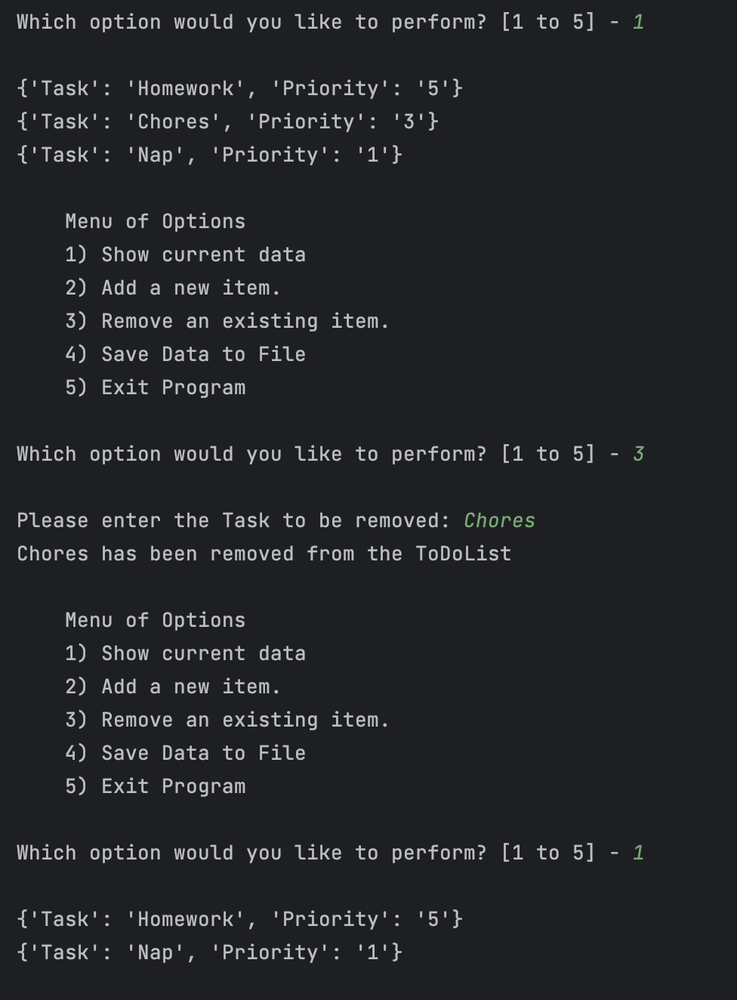 Which option would you like to perform? [1 to 5] - 1
{'Task': 'Homework', 'Priority': '5'}
{'Task': 'Chores', 'Priority': '3'}
{'Task': 'Nap', 'Priority': '1'}
Menu of Options
1) Show current data
2) Add a new item.
3) Remove an existing item.
4) Save Data to File
5) Exit Program
Which option would you like to perform? [1 to 5] - 3
Please enter the Task to be removed: Chores
Chores has been removed from the ToDoList
Menu of Options
1) Show current data
2) Add a new item.
3) Remove an existing item.
4) Save Data to File
5) Exit Program
Which option would you like to perform? [1 to 5] - 1
{'Task': 'Homework', 'Priority': '5'}
{'Task': 'Nap', 'Priority': '1'}